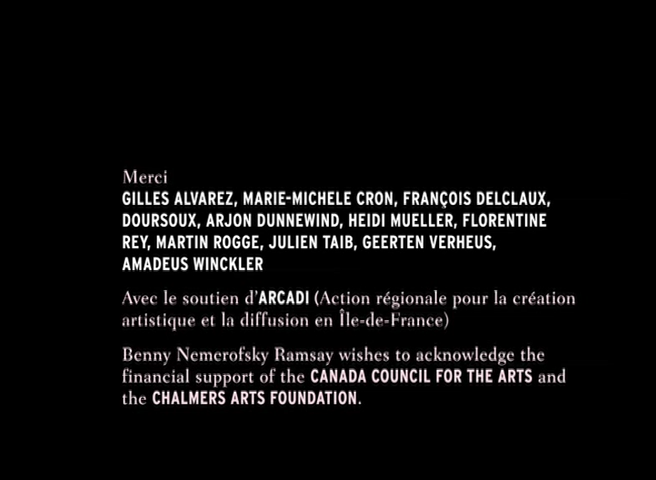 Merci
GILLES ALVAREZ, MARIE-MICHELE CRON, FRANÇOIS DELCLAUX,
DOURSOUX, ARJON DUNNEWIND, HEIDI MUELLER, FLORENTINE
REY, MARTIN ROGGE, JULIEN TAIB, GEERTEN VERHEUS,
AMADEUS WINCKLER
Avec le soutien d'ARCADI (Action régionale pour la création
artistique et la diffusion en Île-de-France)
Benny Nemerofsky Ramsay wishes to acknowledge the
financial support of the CANADA COUNCIL FOR THE ARTS and
the CHALMERS ARTS FOUNDATION.